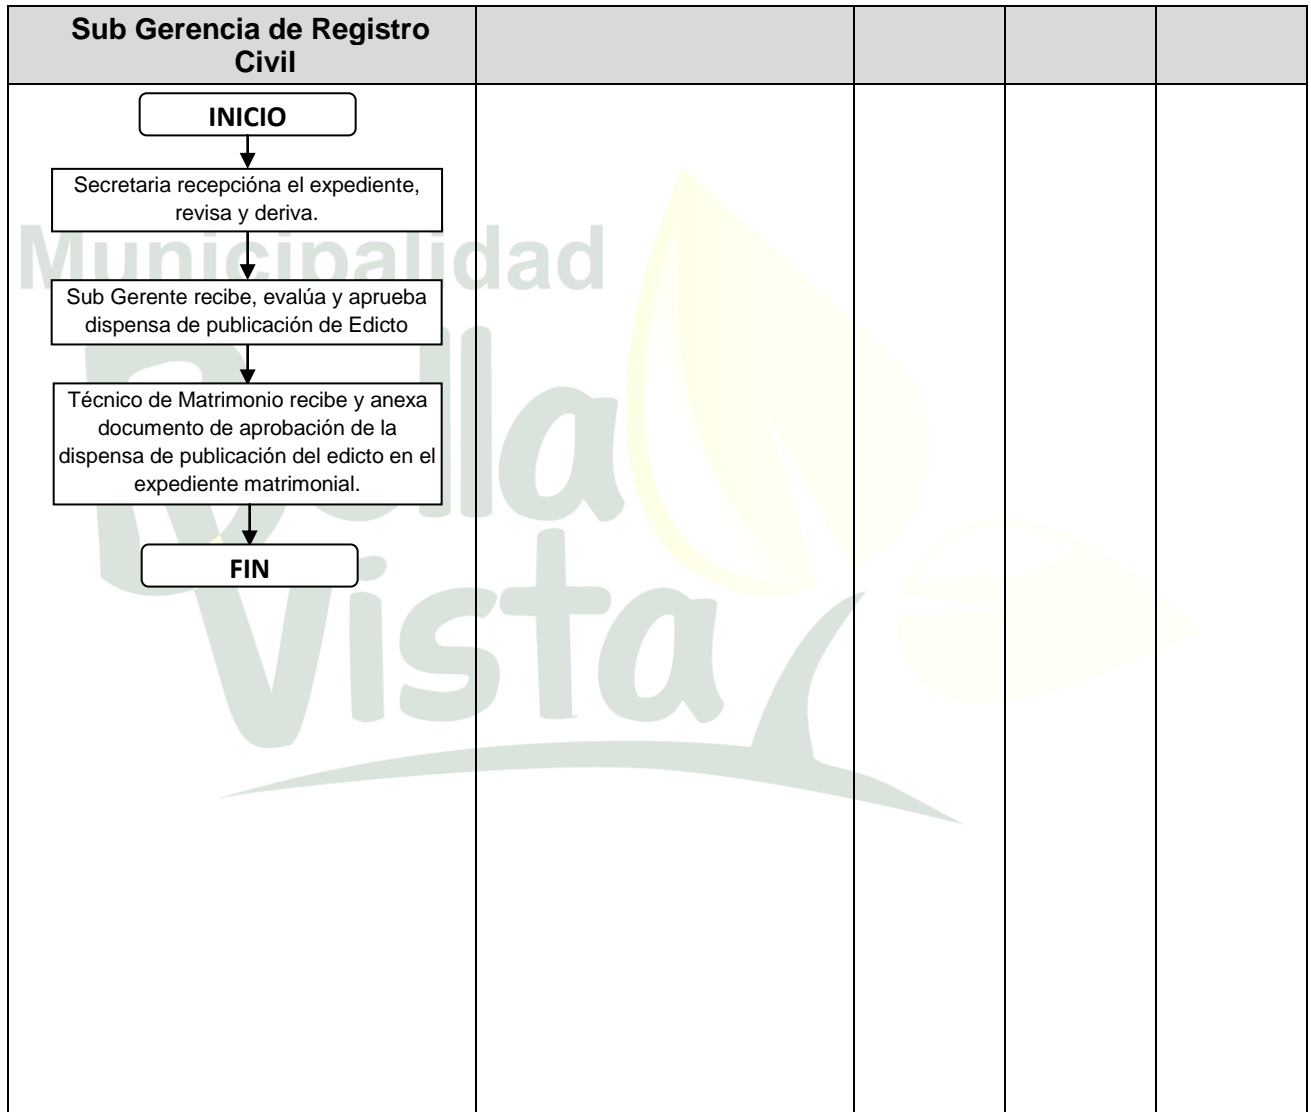 Sub Gerencia de Registro
Civil
INICIO
Secretaria recepcióna el expediente,
revisa y deriva.
Municipalidad
Sub Gerente recibe, evalúa y aprueba
dispensa de publicación de Edicto
Bella
Técnico de Matrimonio recibe y anexa
documento de aprobación de la
dispensa de publicación del edicto en el
expediente matrimonial.
FIN
Vista